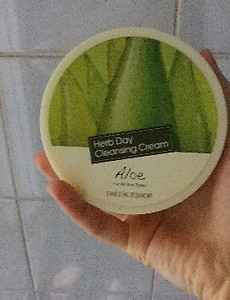 Herb Day
Cleansing Cream
Aloe
For All Skin Types
THE FACE SHOP